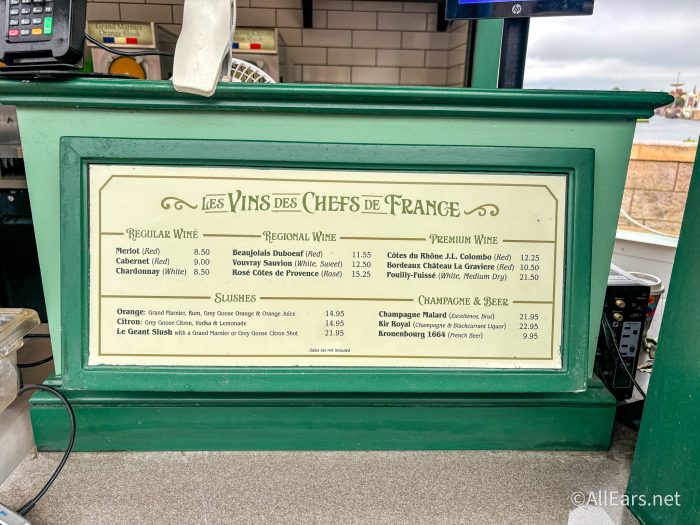 Grand Marnier
Orange Slush
hp
LES VINS DES CHEFS DE FRANCE
REGULAR WINE
Merlot (Red) 8.50
Cabernet (Red) 9.00
Chardonnay (White) 8.50
REGIONAL WINE
Beaujolais Duboeuf (Red) 11.55
Vouvray Sauvion (White, Sweet) 12.50
Rosé Côtes de Provence (Rosé) 15.25
PREMIUM WINE
Côtes du Rhône J.L. Colombo (Red) 12.25
Bordeaux Château La Graviere (Red) 10.50
Pouilly-Fuissé (White, Medium Dry) 21.50
SLUSHES
Orange: Grand Marnier, Rum, Grey Goose Orange & Orange Juice 14.95
Citron: Grey Goose Citron, Vodka & Lemonade 14.95
Le Geant Slush with a Grand Marnier or Grey Goose Citron Shot 21.95
CHAMPAGNE & BEER
Champagne Malard (Excellence, Brut) 21.95
Kir Royal (Champagne & Blackcurrant Liquor) 22.95
Kronenbourg 1664 (French Beer) 9.95
Sales tax not included
©AllEars.net